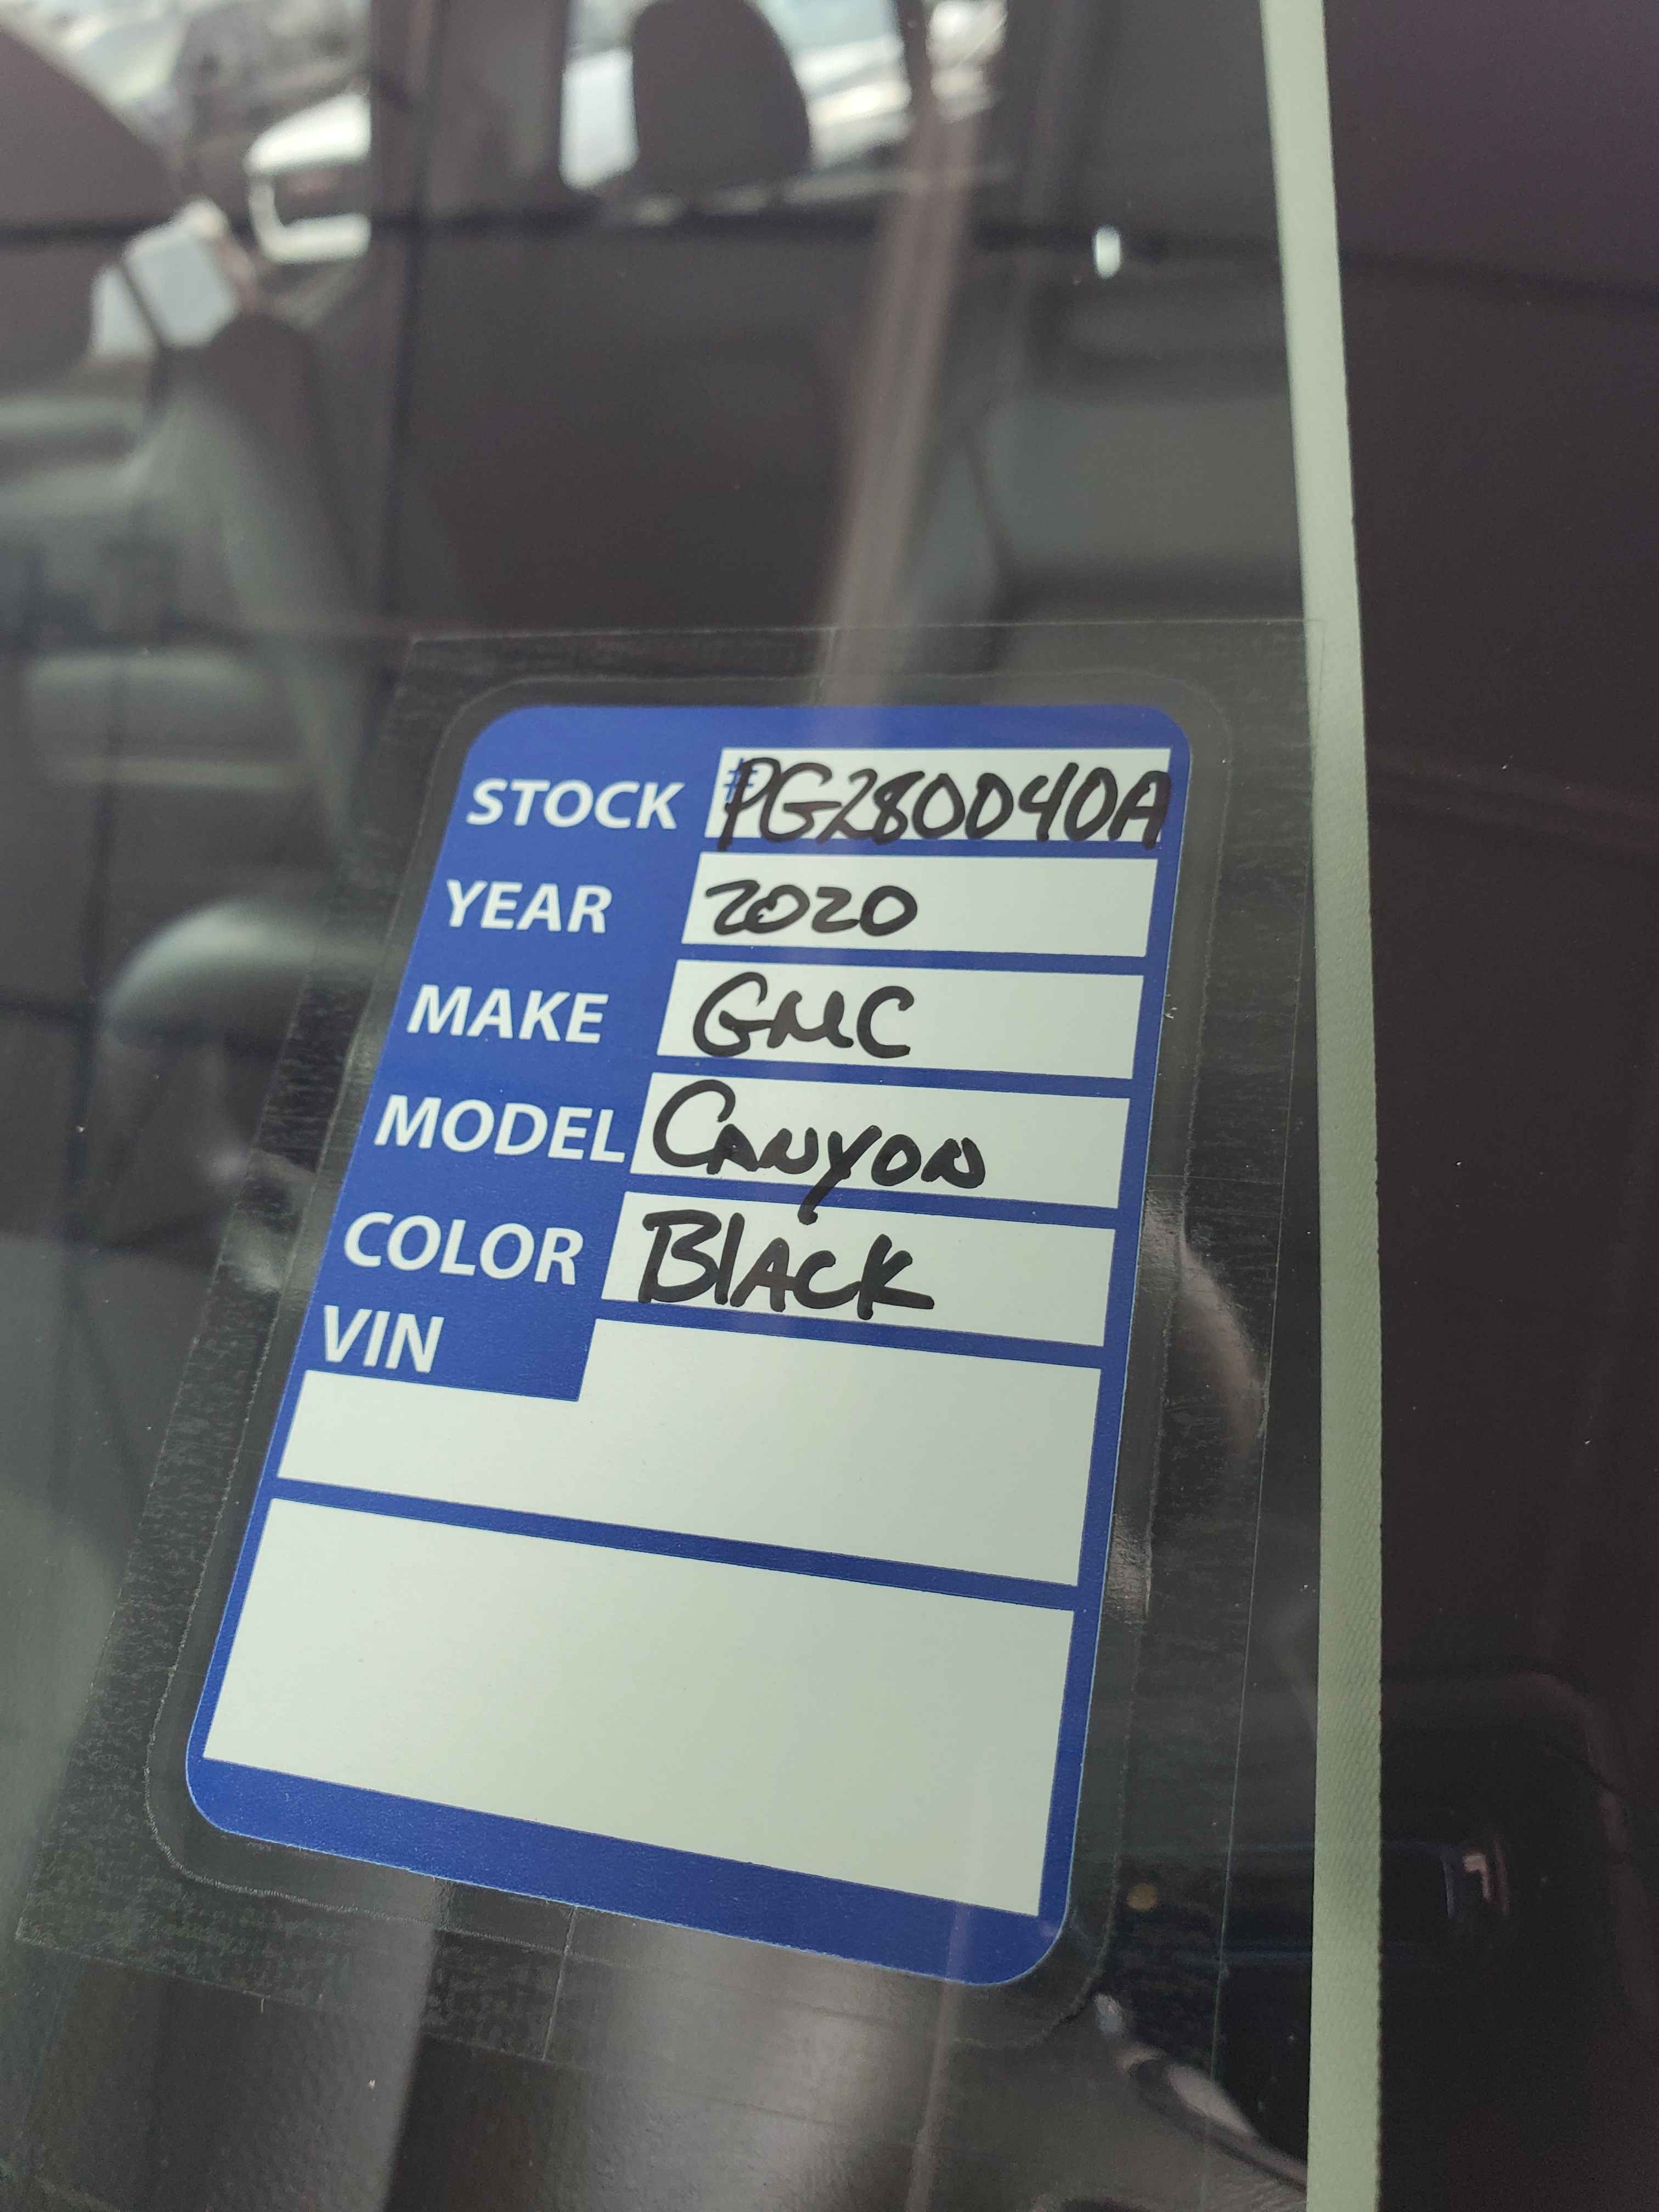 STOCK #PG280040A
YEAR 2020
MAKE GMC
MODEL CANYON
COLOR BLACK
VIN